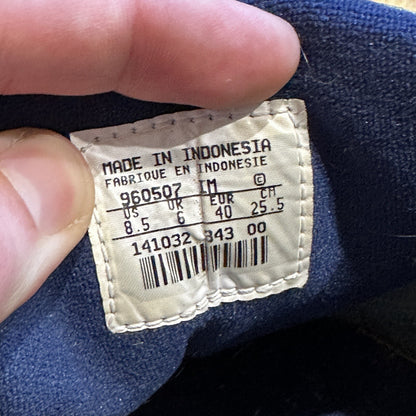 MADE IN INDONESIA
FABRIQUE EN INDONESIE
960507 IM ©
US UK EUR CM
8.5 6 40 25.5
141032 343 00